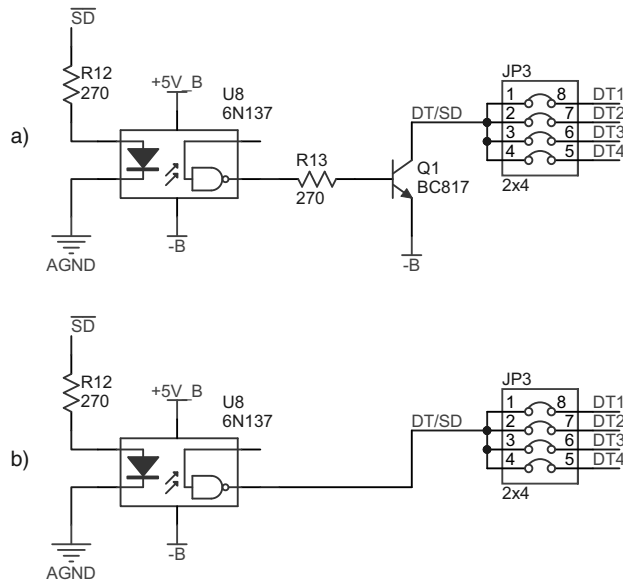 SD
R12
270
+5V_B
U8
6N137
a)
-B
AGND
R13
270
Q1
BC817
-B
DT/SD
JP3
1 8 DT1
2 7 DT2
3 6 DT3
4 5 DT4
2x4
SD
R12
270
+5V_B
U8
6N137
b)
-B
AGND
DT/SD
JP3
1 8 DT1
2 7 DT2
3 6 DT3
4 5 DT4
2x4